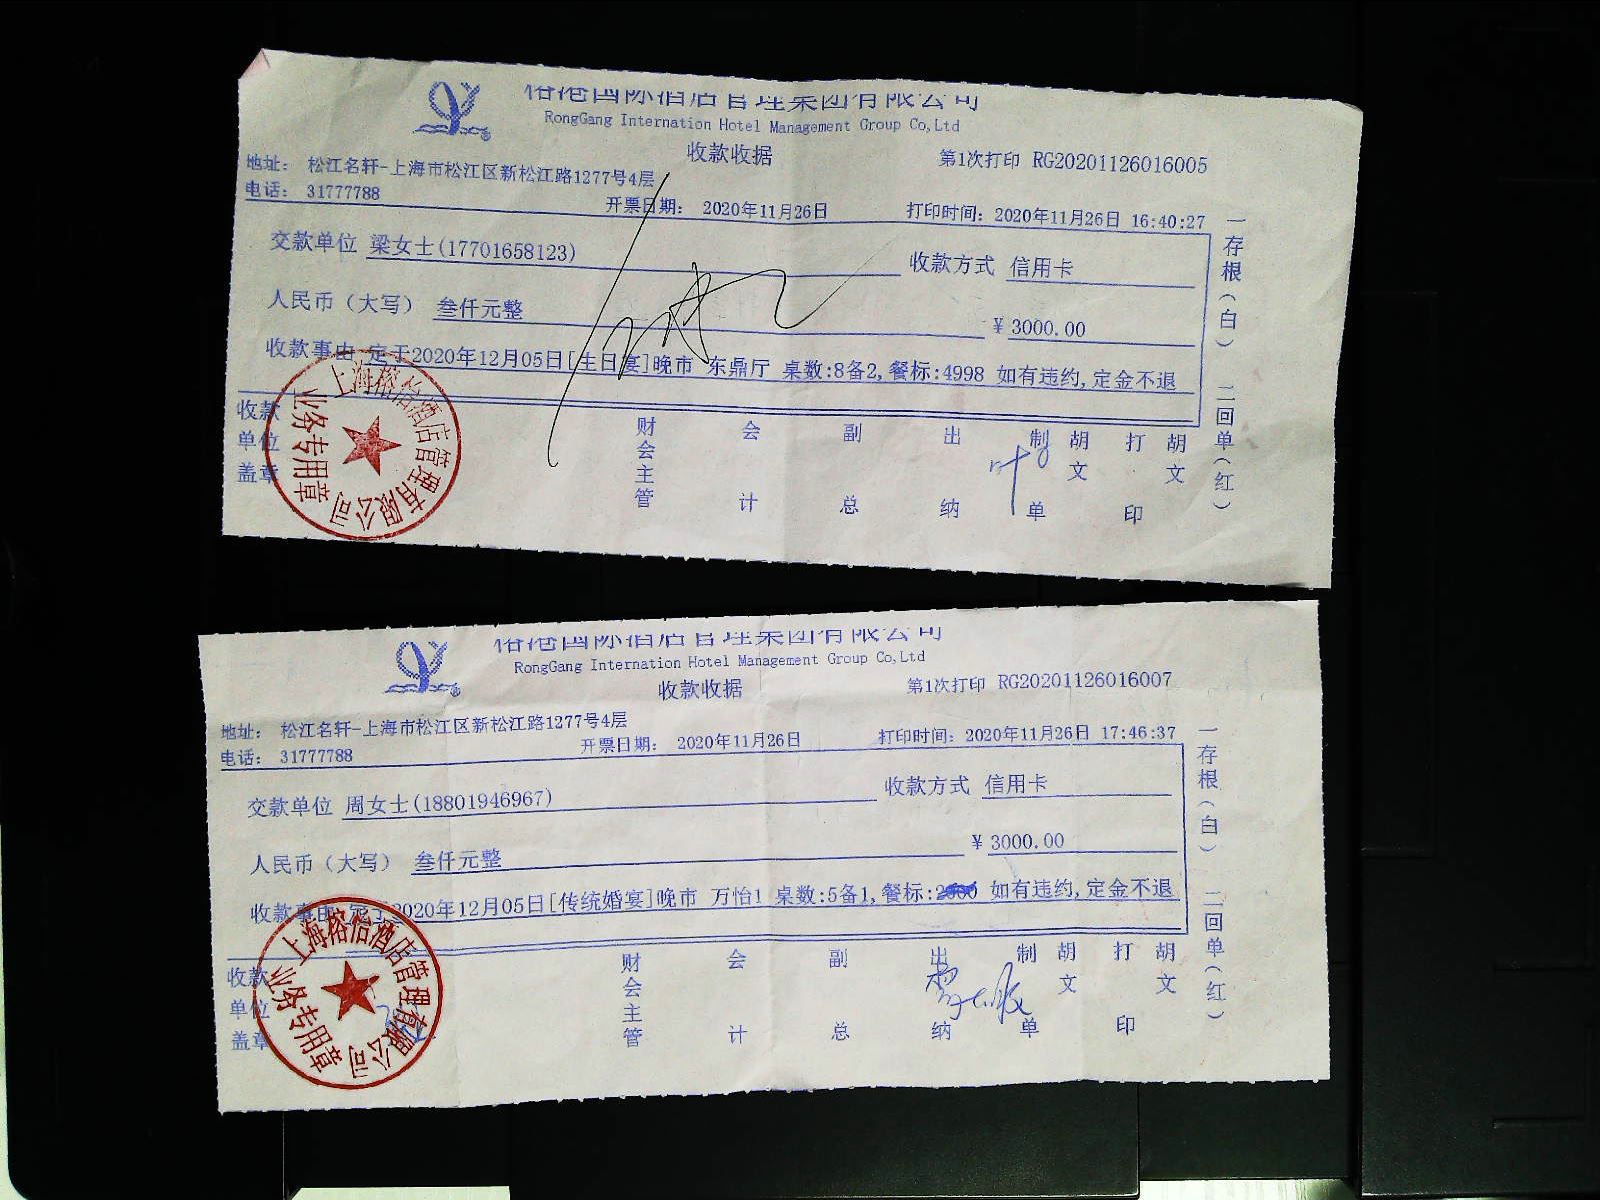 榕港国际酒店管理集团有限公司
RongGang Internation Hotel Management Group Co,Ltd
收款收据
第1次打印 RG20201126016005
地址: 松江名轩-上海市松江区新松江路1277号4层
电话: 31777788
开票日期: 2020年11月26日
打印时间: 2020年11月26日 16:40:27
交款单位 梁女士(17701658123)
收款方式 信用卡
人民币(大写) 叁仟元整
¥ 3000.00
收款事由 定于2020年12月05日[生日宴]晚市 东鼎厅 桌数:8备2,餐标:4998 如有违约,定金不退
收款单位盖章
财会主管 会计 副总 出纳 制单 胡文 打印 胡文
一存根(白) 二回单(红)
上海榕怡酒店管理有限公司
业务专用章
榕港国际酒店管理集团有限公司
RongGang Internation Hotel Management Group Co,Ltd
收款收据
第1次打印 RG20201126016007
地址: 松江名轩-上海市松江区新松江路1277号4层
电话: 31777788
开票日期: 2020年11月26日
打印时间: 2020年11月26日 17:46:37
交款单位 周女士(18801946967)
收款方式 信用卡
人民币(大写) 叁仟元整
¥ 3000.00
收款事由 定于2020年12月05日[传统婚宴]晚市 万怡1 桌数:5备1,餐标: 如有违约,定金不退
收款单位盖章
财会主管 会计 副总 出纳 制单 胡文 打印 胡文
一存根(白) 二回单(红)
上海榕怡酒店管理有限公司
业务专用章